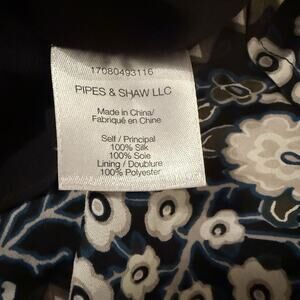 17080493116
PIPES & SHAW LLC
Made in China/
Fabriqué en Chine
Self / Principal
100% Silk
100% Soie
Lining / Doublure
100% Polyester